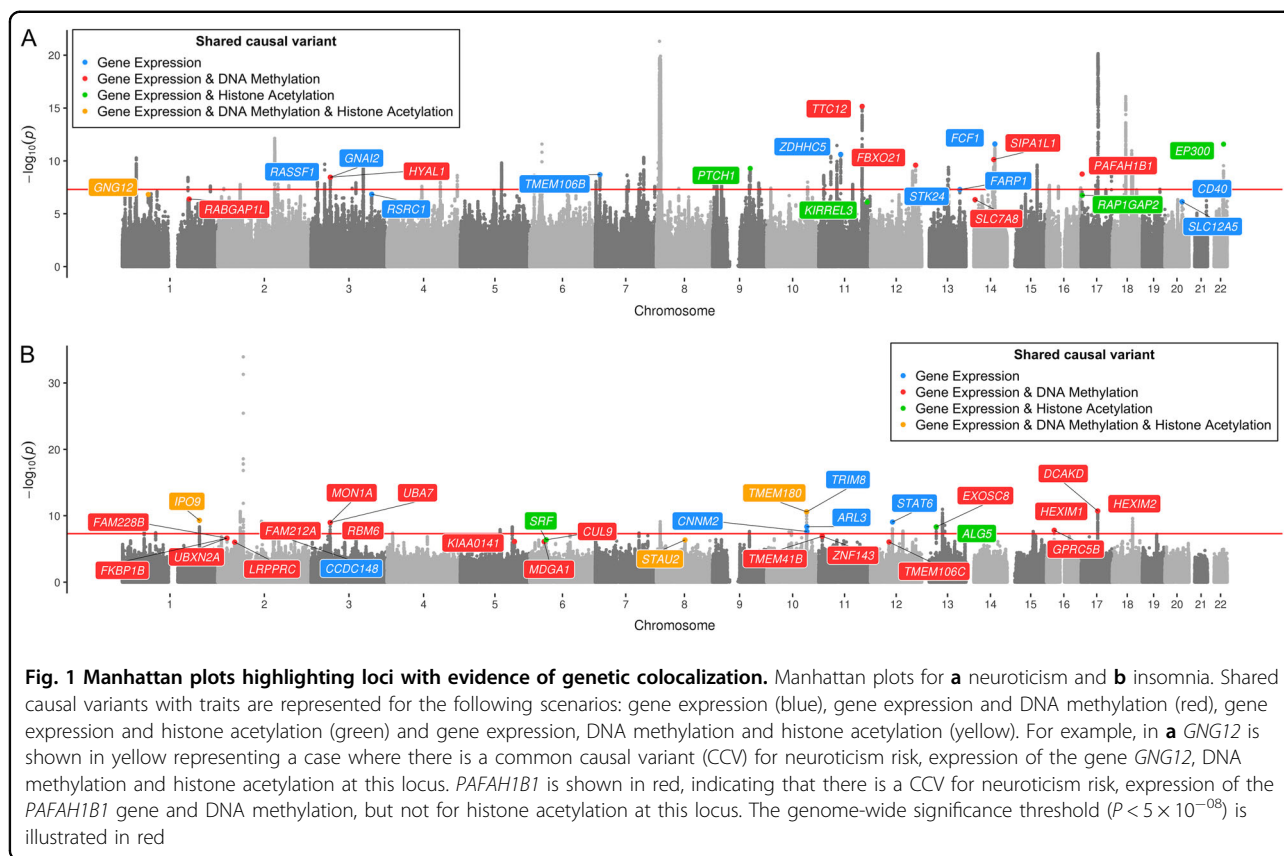 A
Shared causal variant
Gene Expression
Gene Expression & DNA Methylation
Gene Expression & Histone Acetylation
Gene Expression & DNA Methylation & Histone Acetylation
−log10(p)
20
15
10
5
0
TTC12
ZDHHC5
FCF1
SIPA1L1
RASSF1
GNAI2
HYAL1
FBXO21
EP300
PTCH1
PAFAH1B1
GNG12
TMEM106B
FARP1
CD40
RABGAP1L
RSRC1
KIRREL3
STK24
SLC7A8
RAP1GAP2
SLC12A5
1 2 3 4 5 6 7 8 9 10 11 12 13 14 15 16 17 18 19 20 21 22
Chromosome
B
Shared causal variant
Gene Expression
Gene Expression & DNA Methylation
Gene Expression & Histone Acetylation
Gene Expression & DNA Methylation & Histone Acetylation
−log10(p)
30
20
10
0
IPO9
MON1A
UBA7
TMEM180
TRIM8
DCAKD
FAM228B
FAM212A
RBM6
SRF
CUL9
CNNM2
ARL3
STAT6
EXOSC8
HEXIM1
HEXIM2
FKBP1B
UBXN2A
LRPPRC
CCDC148
KIAA0141
MDGA1
STAU2
TMEM41B
ZNF143
TMEM106C
ALG5
GPRC5B
1 2 3 4 5 6 7 8 9 10 11 12 13 14 15 16 17 18 19 20 21 22
Chromosome
Fig. 1 Manhattan plots highlighting loci with evidence of genetic colocalization. Manhattan plots for a neuroticism and b insomnia. Shared
causal variants with traits are represented for the following scenarios: gene expression (blue), gene expression and DNA methylation (red), gene
expression and histone acetylation (green) and gene expression, DNA methylation and histone acetylation (yellow). For example, in a GNG12 is
shown in yellow representing a case where there is a common causal variant (CCV) for neuroticism risk, expression of the gene GNG12, DNA
methylation and histone acetylation at this locus. PAFAH1B1 is shown in red, indicating that there is a CCV for neuroticism risk, expression of the
PAFAH1B1 gene and DNA methylation, but not for histone acetylation at this locus. The genome-wide significance threshold (P < 5 × 10−08) is
illustrated in red